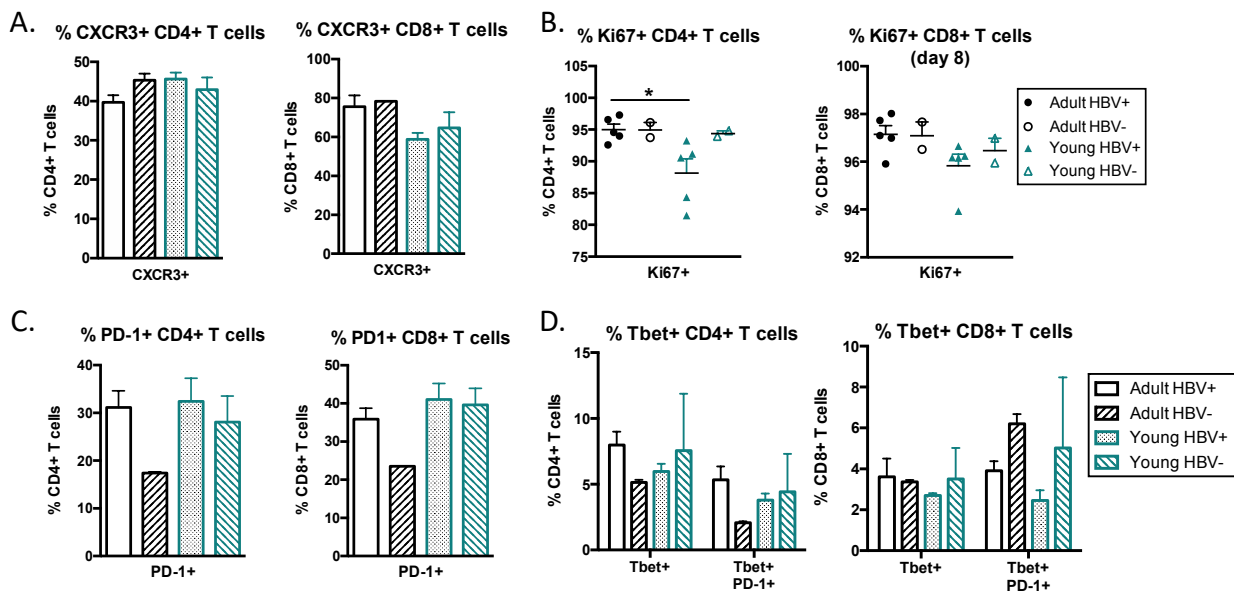 A.
% CXCR3+ CD4+ T cells
% CD4+ T cells
50
40
30
20
10
0
CXCR3+
% CXCR3+ CD8+ T cells
% CD8+ T cells
100
80
60
40
20
0
CXCR3+
B.
% Ki67+ CD4+ T cells
% CD4+ T cells
105
100
95
90
85
80
75
*
Ki67+
% Ki67+ CD8+ T cells
(day 8)
% CD8+ T cells
100
98
96
94
92
Ki67+
Adult HBV+
Adult HBV-
Young HBV+
Young HBV-
C.
% PD-1+ CD4+ T cells
% CD4+ T cells
40
30
20
10
0
PD-1+
% PD1+ CD8+ T cells
% CD8+ T cells
50
40
30
20
10
0
PD-1+
D.
% Tbet+ CD4+ T cells
% CD4+ T cells
15
10
5
0
Tbet+
Tbet+
PD-1+
% Tbet+ CD8+ T cells
% CD8+ T cells
10
8
6
4
2
0
Tbet+
Tbet+
PD-1+
Adult HBV+
Adult HBV-
Young HBV+
Young HBV-